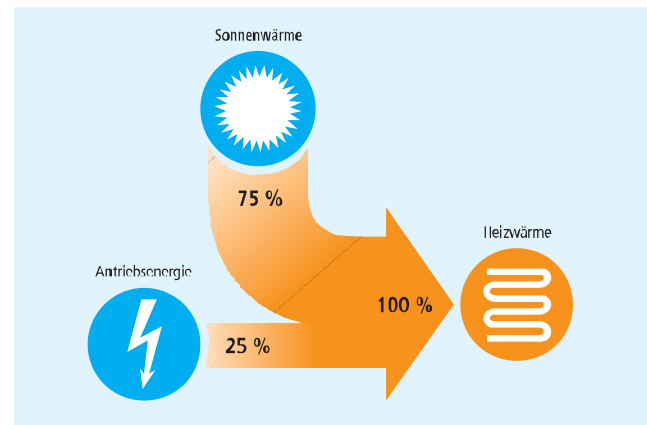 Sonnenwärme
75 %
Heizwärme
Antriebsenergie
100 %
25 %